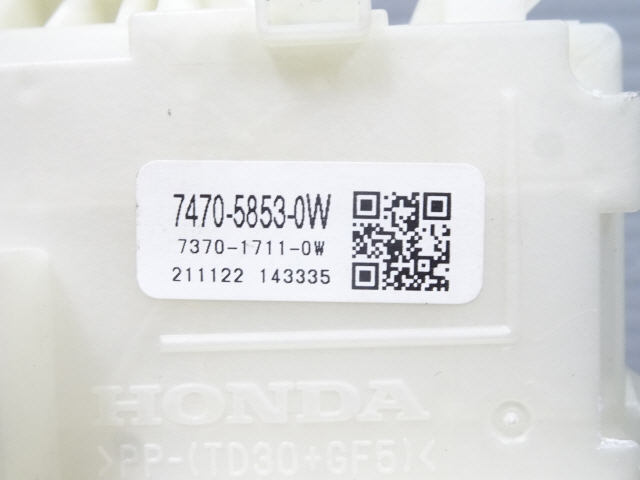 7470-5853-0W
7370-1711-0W
211122 143335
HONDA
>PP-(TD30+GF5)<